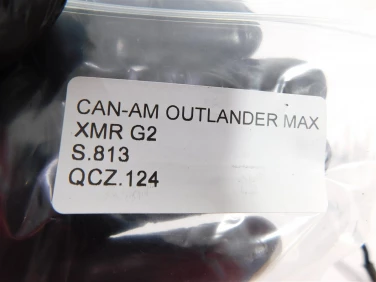 CAN-AM OUTLANDER MAX
XMR G2
S.813
QCZ.124